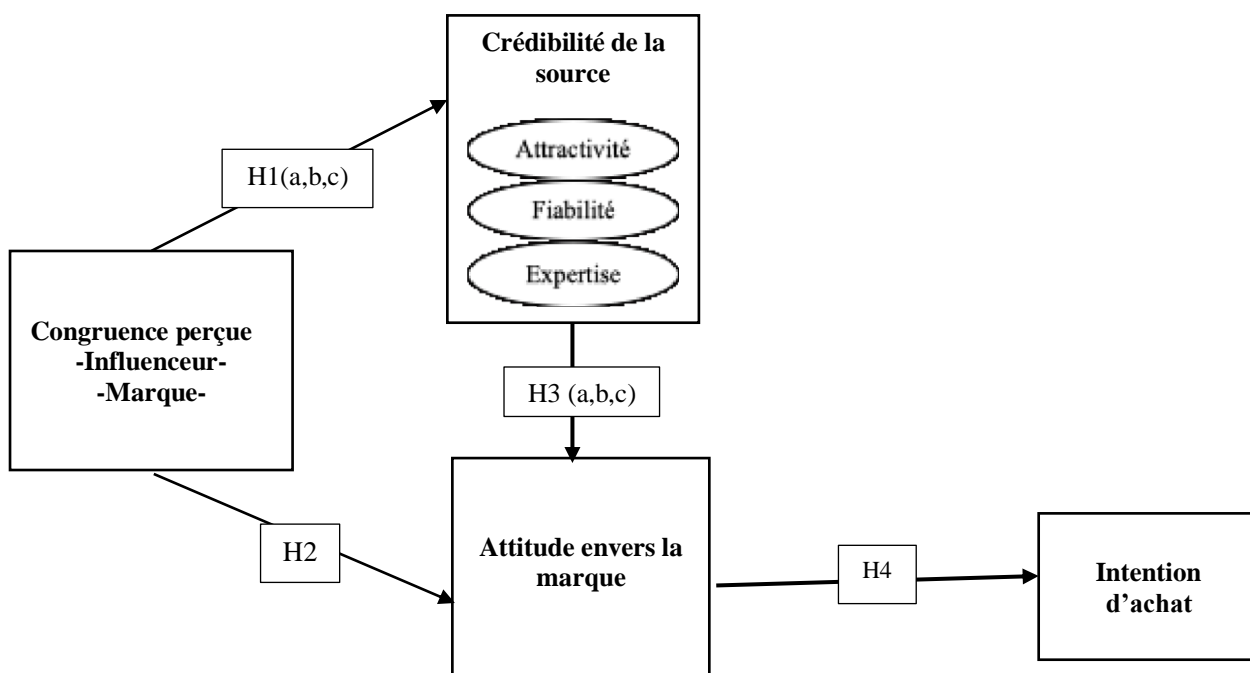 Crédibilité de la
source
Attractivité
Fiabilité
Expertise
H1(a,b,c)
Congruence perçue
-Influenceur-
-Marque-
H3 (a,b,c)
H2
Attitude envers la
marque
H4
Intention
d’achat